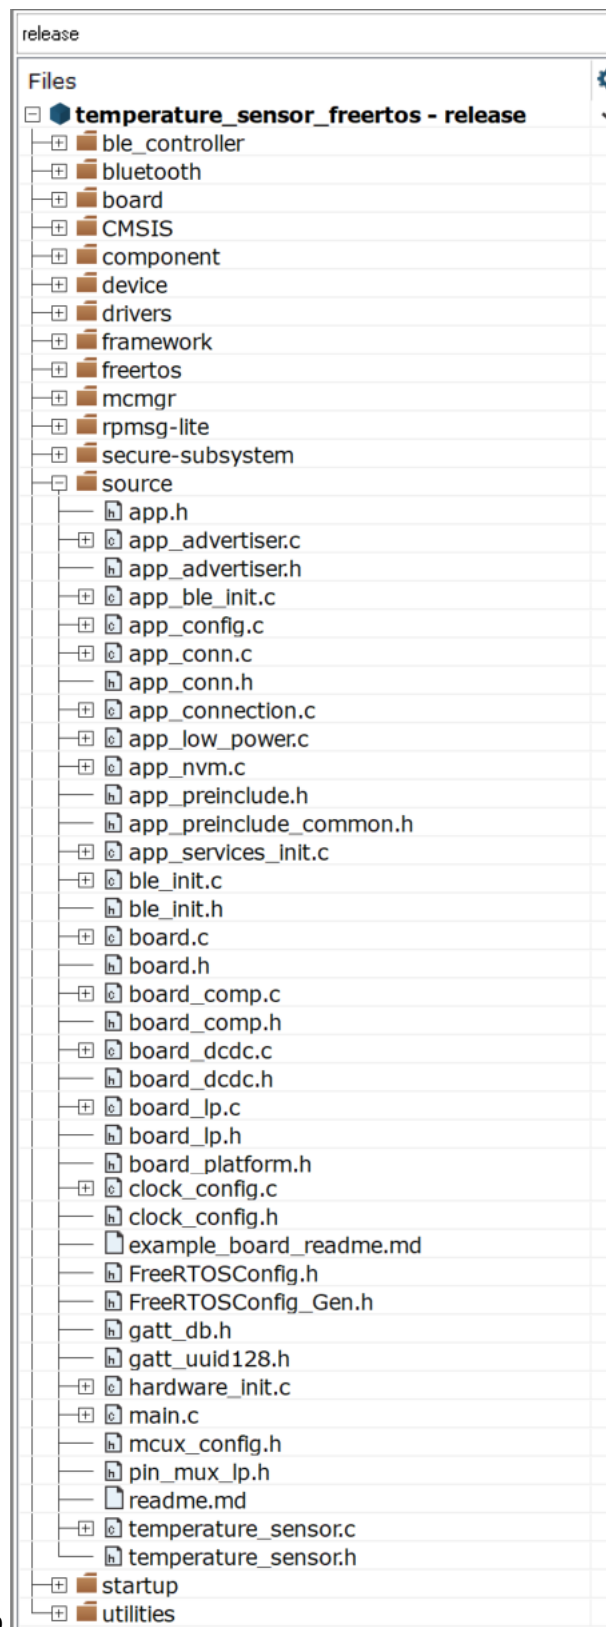 release
Files
temperature_sensor_freertos - release
ble_controller
bluetooth
board
CMSIS
component
device
drivers
framework
freertos
mcmgr
rpmsg-lite
secure-subsystem
source
app.h
app_advertiser.c
app_advertiser.h
app_ble_init.c
app_config.c
app_conn.c
app_conn.h
app_connection.c
app_low_power.c
app_nvm.c
app_preinclude.h
app_preinclude_common.h
app_services_init.c
ble_init.c
ble_init.h
board.c
board.h
board_comp.c
board_comp.h
board_dcdc.c
board_dcdc.h
board_lp.c
board_lp.h
board_platform.h
clock_config.c
clock_config.h
example_board_readme.md
FreeRTOSConfig.h
FreeRTOSConfig_Gen.h
gatt_db.h
gatt_uuid128.h
hardware_init.c
main.c
mcux_config.h
pin_mux_lp.h
readme.md
temperature_sensor.c
temperature_sensor.h
startup
utilities